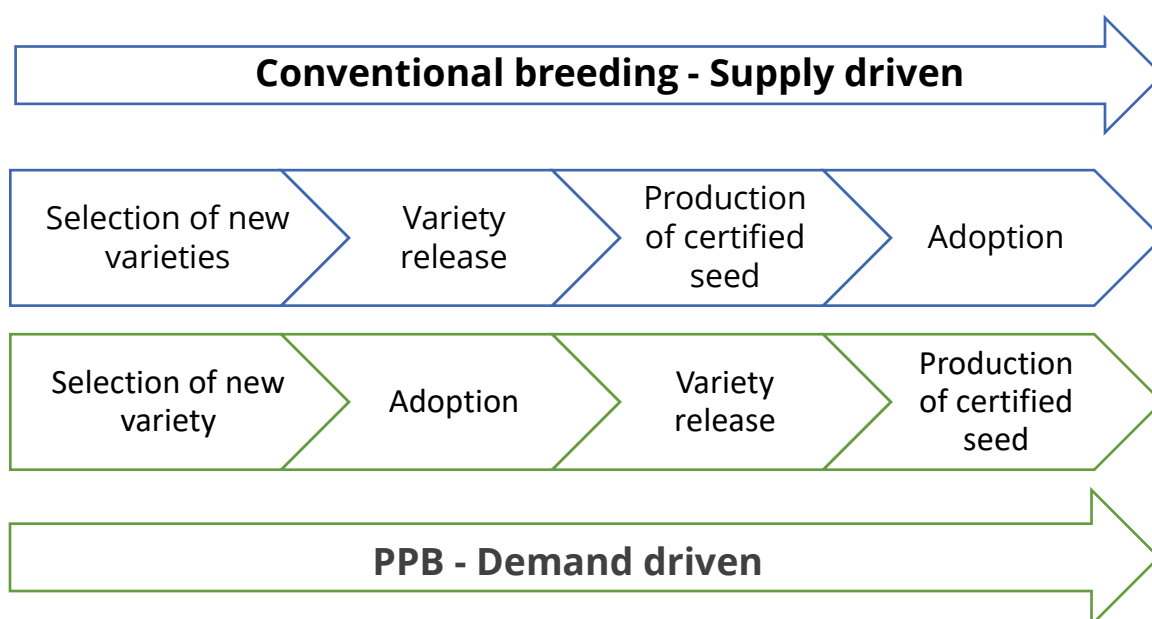 Conventional breeding - Supply driven
Selection of new
varieties
Variety
release
Production
of certified
seed
Adoption
Selection of new
variety
Adoption
Variety
release
Production
of certified
seed
PPB - Demand driven